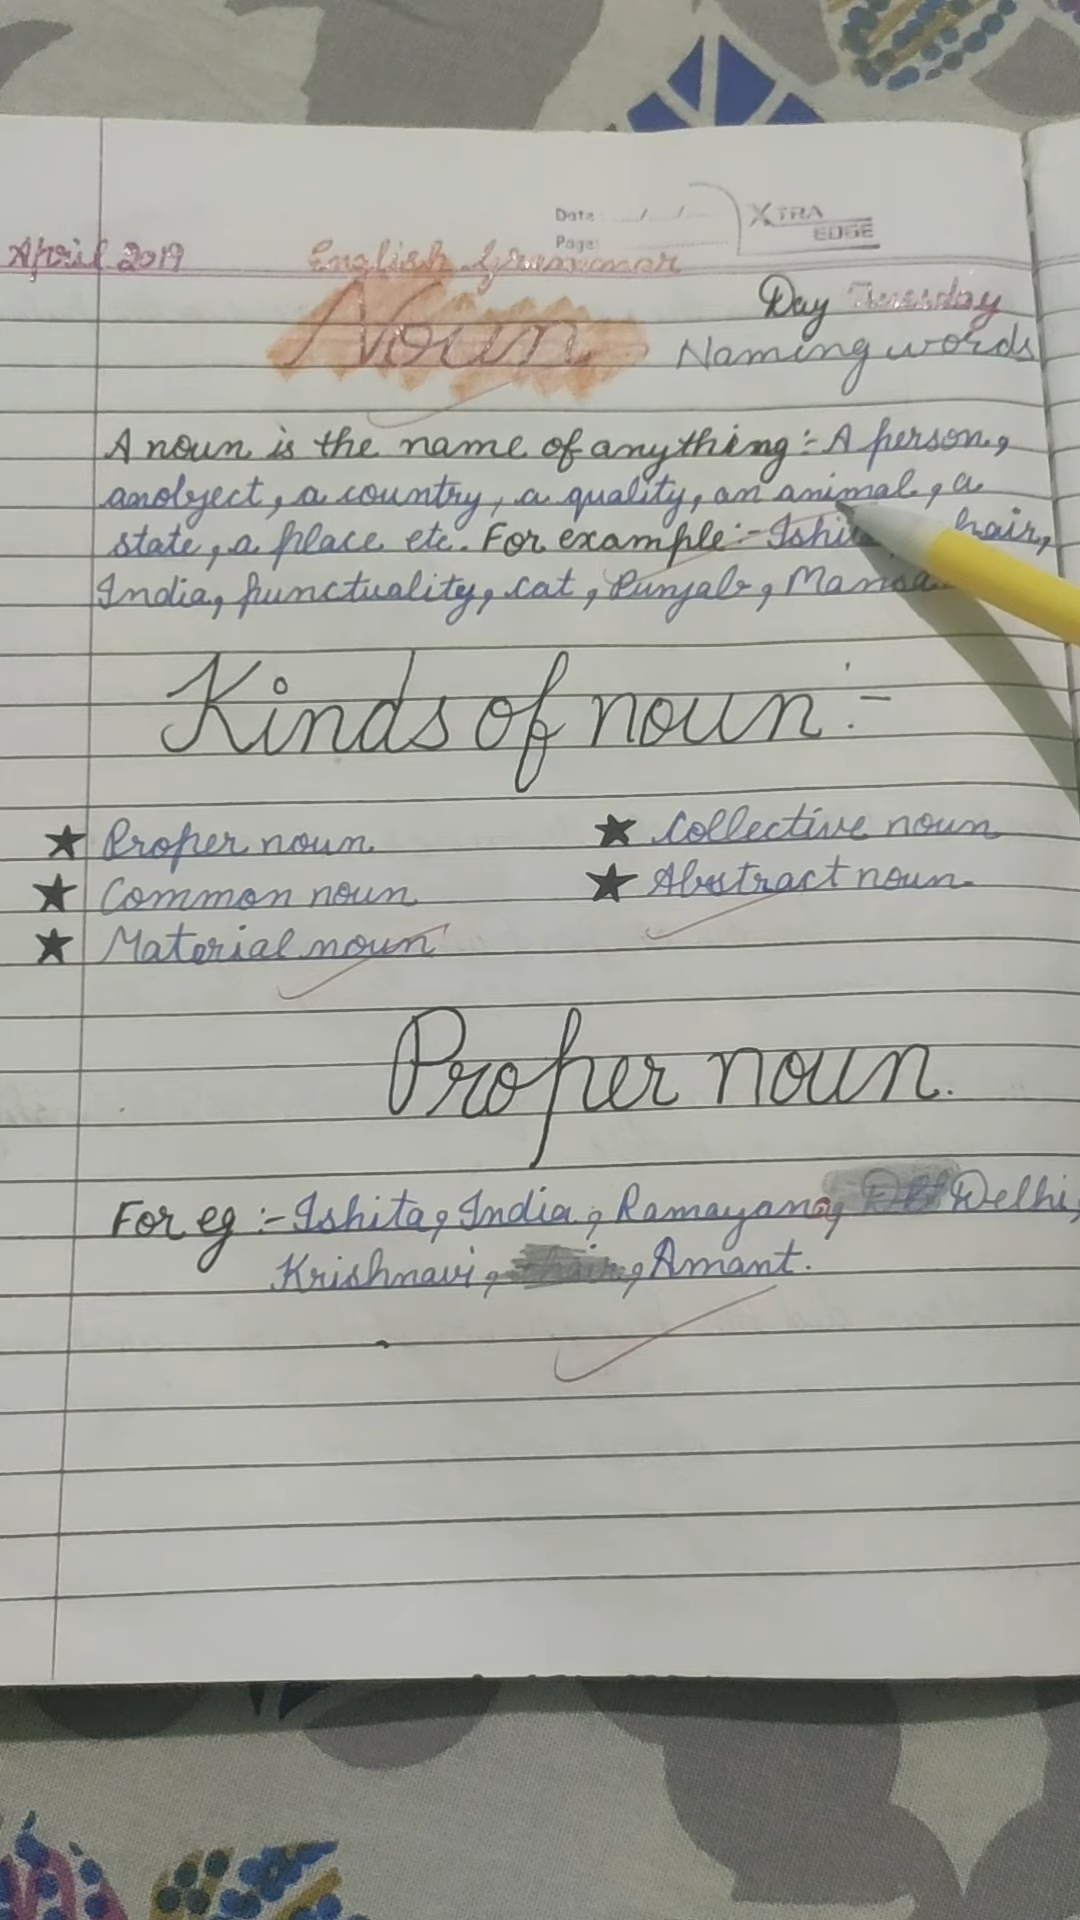 Date: / / XTRA
Page: EDGE
April 2019 English Grammar
Day Tuesday
Noun Naming words
A noun is the name of anything:- A person,
anobject, a country, a quality, an animal, a
state, a place etc. For example:- hair,
India, punctuality, cat, Punjab,
Kinds of noun :-
★ Proper noun. ★ Collective noun
★ Common noun ★ Abstract noun.
★ Material noun
Proper noun.
For eg :- Ishita, India, Ramayana, Delhi,
Krishnavi, Amant.